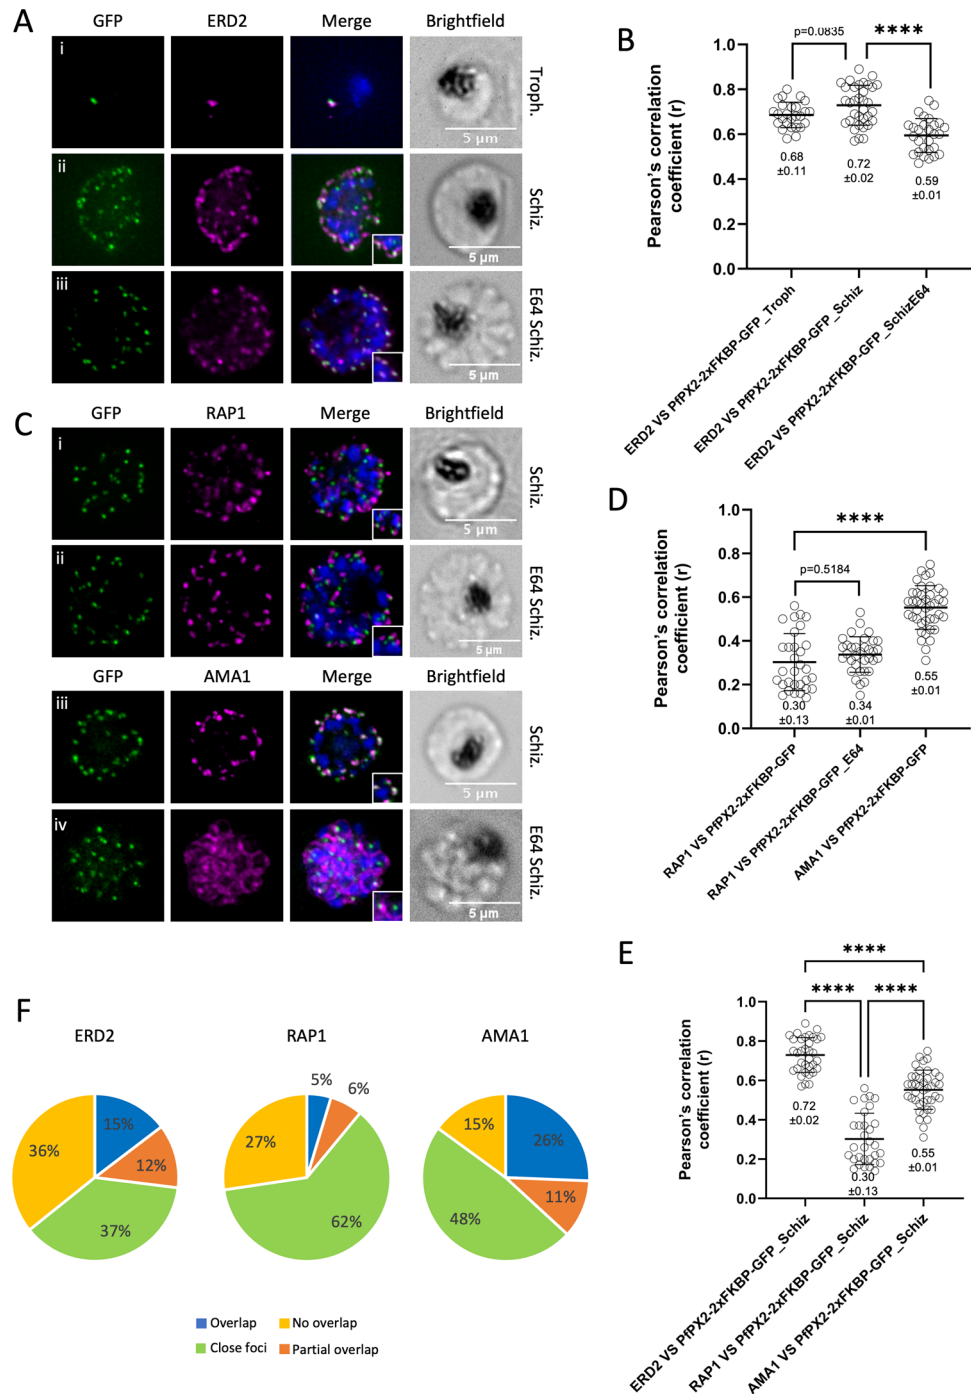 A
GFP
ERD2
Merge
Brightfield
i
5 µm
Troph.
ii
5 µm
Schiz.
iii
5 µm
E64 Schiz.
B
p=0.0835
****
Pearson's correlation
coefficient (r)
1.0
0.8
0.6
0.4
0.2
0.0
0.68
±0.11
0.72
±0.02
0.59
±0.01
ERD2 VS PfPX2-2xFKBP-GFP_Troph
ERD2 VS PfPX2-2xFKBP-GFP_Schiz
ERD2 VS PfPX2-2xFKBP-GFP_SchizE64
C
GFP
RAP1
Merge
Brightfield
i
5 µm
Schiz.
ii
5 µm
E64 Schiz.
GFP
AMA1
Merge
Brightfield
iii
5 µm
Schiz.
iv
5 µm
E64 Schiz.
D
****
p=0.5184
Pearson's correlation
coefficient (r)
1.0
0.8
0.6
0.4
0.2
0.0
0.30
±0.13
0.34
±0.01
0.55
±0.01
RAP1 VS PfPX2-2xFKBP-GFP
RAP1 VS PfPX2-2xFKBP-GFP_E64
AMA1 VS PfPX2-2xFKBP-GFP
E
****
****
****
Pearson's correlation
coefficient (r)
1.0
0.8
0.6
0.4
0.2
0.0
0.72
±0.02
0.30
±0.13
0.55
±0.01
ERD2 VS PfPX2-2xFKBP-GFP_Schiz
RAP1 VS PfPX2-2xFKBP-GFP_Schiz
AMA1 VS PfPX2-2xFKBP-GFP_Schiz
F
ERD2
15%
12%
37%
36%
RAP1
5%
6%
62%
27%
AMA1
26%
11%
48%
15%
Overlap
No overlap
Close foci
Partial overlap